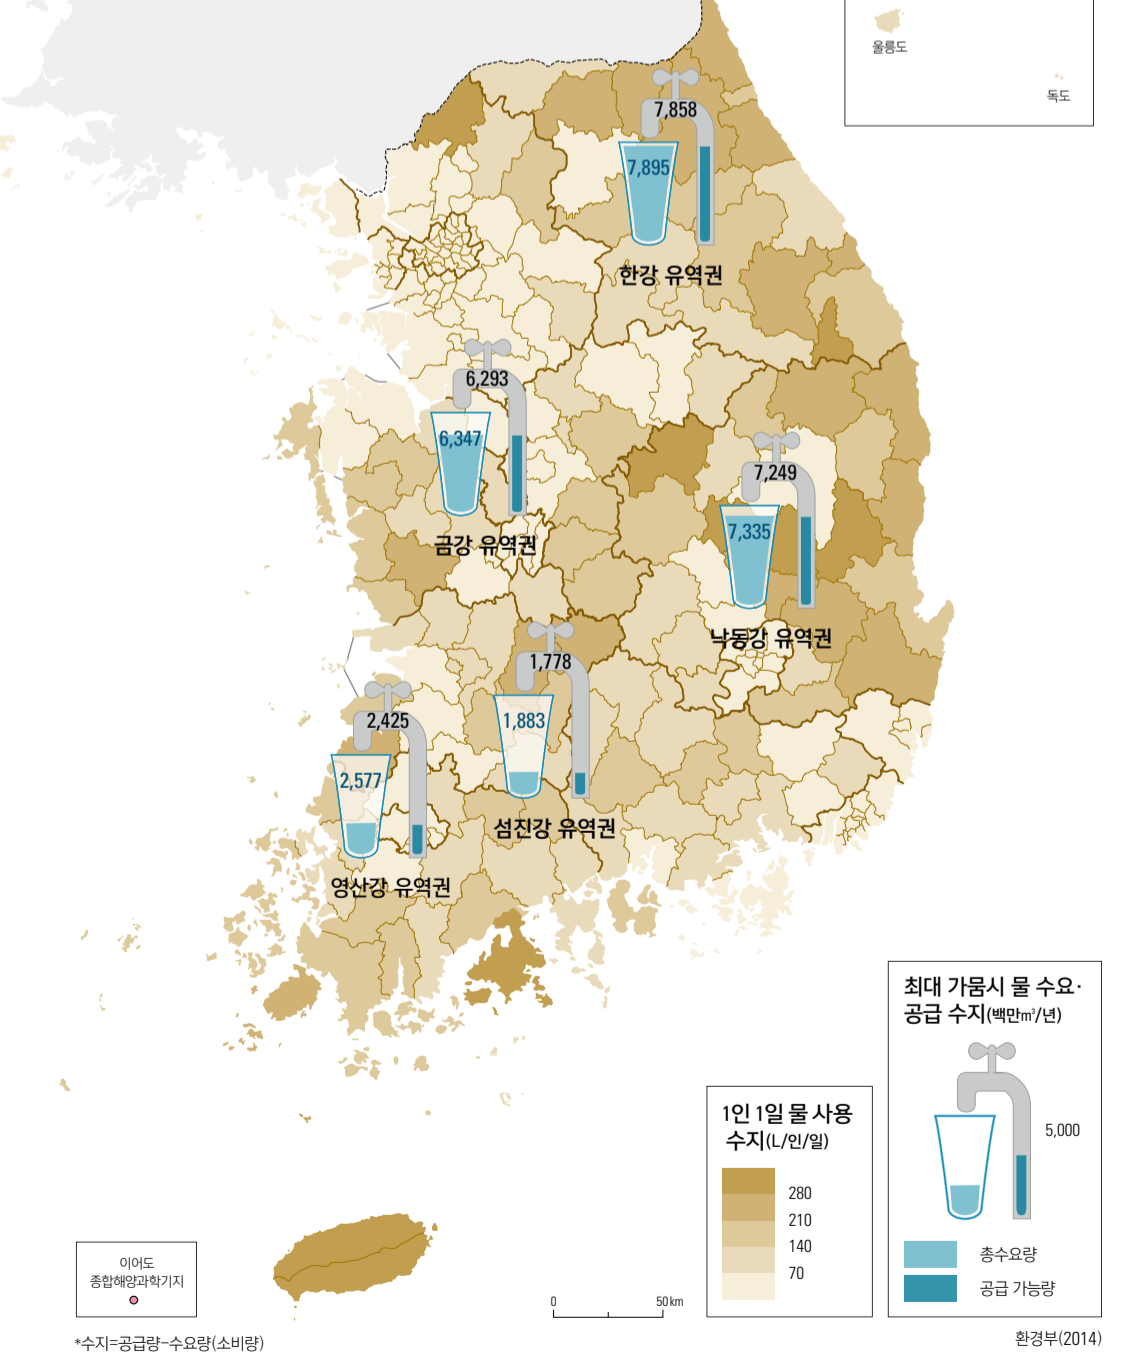 울릉도
독도
7,858
7,895
한강 유역권
6,293
6,347
금강 유역권
7,249
7,335
낙동강 유역권
1,778
1,883
섬진강 유역권
2,425
2,577
영산강 유역권
최대 가뭄시 물 수요·
공급 수지(백만㎥/년)
5,000
총수요량
공급 가능량
1인 1일 물 사용
수지(L/인/일)
280
210
140
70
이어도
종합해양과학기지
0 50 km
*수지=공급량-수요량(소비량)
환경부(2014)